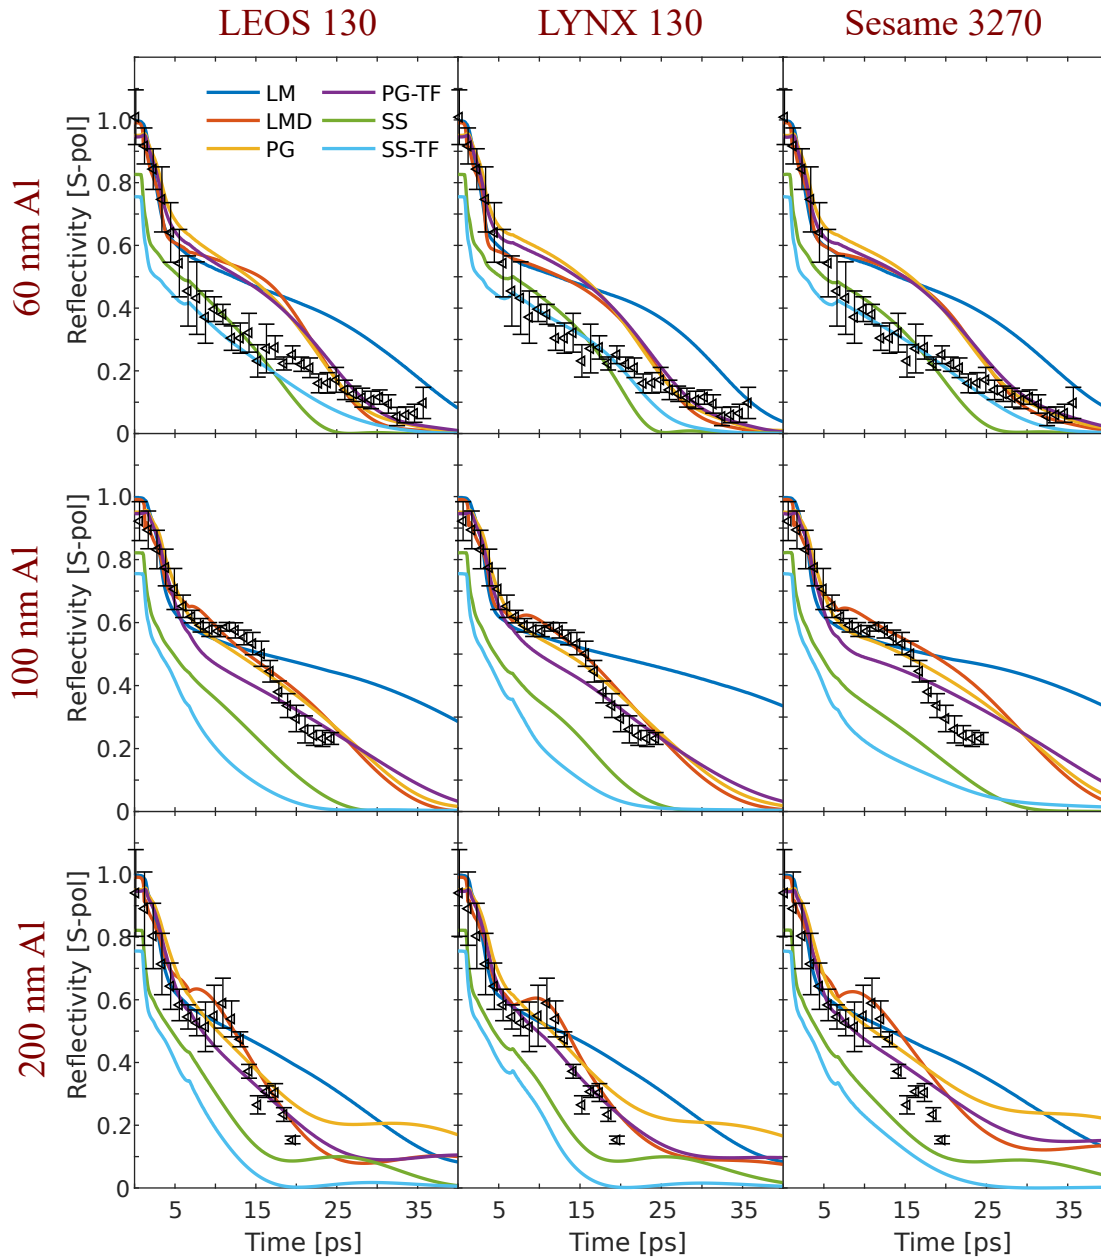 LEOS 130 LYNX 130 Sesame 3270
60 nm Al
Reflectivity [S-pol]
1.0
0.8
0.6
0.4
0.2
0
LM PG-TF
LMD SS
PG SS-TF
100 nm Al
Reflectivity [S-pol]
1.0
0.8
0.6
0.4
0.2
0
200 nm Al
Reflectivity [S-pol]
1.0
0.8
0.6
0.4
0.2
0
5 15 25 35 5 15 25 35 5 15 25 35
Time [ps] Time [ps] Time [ps]